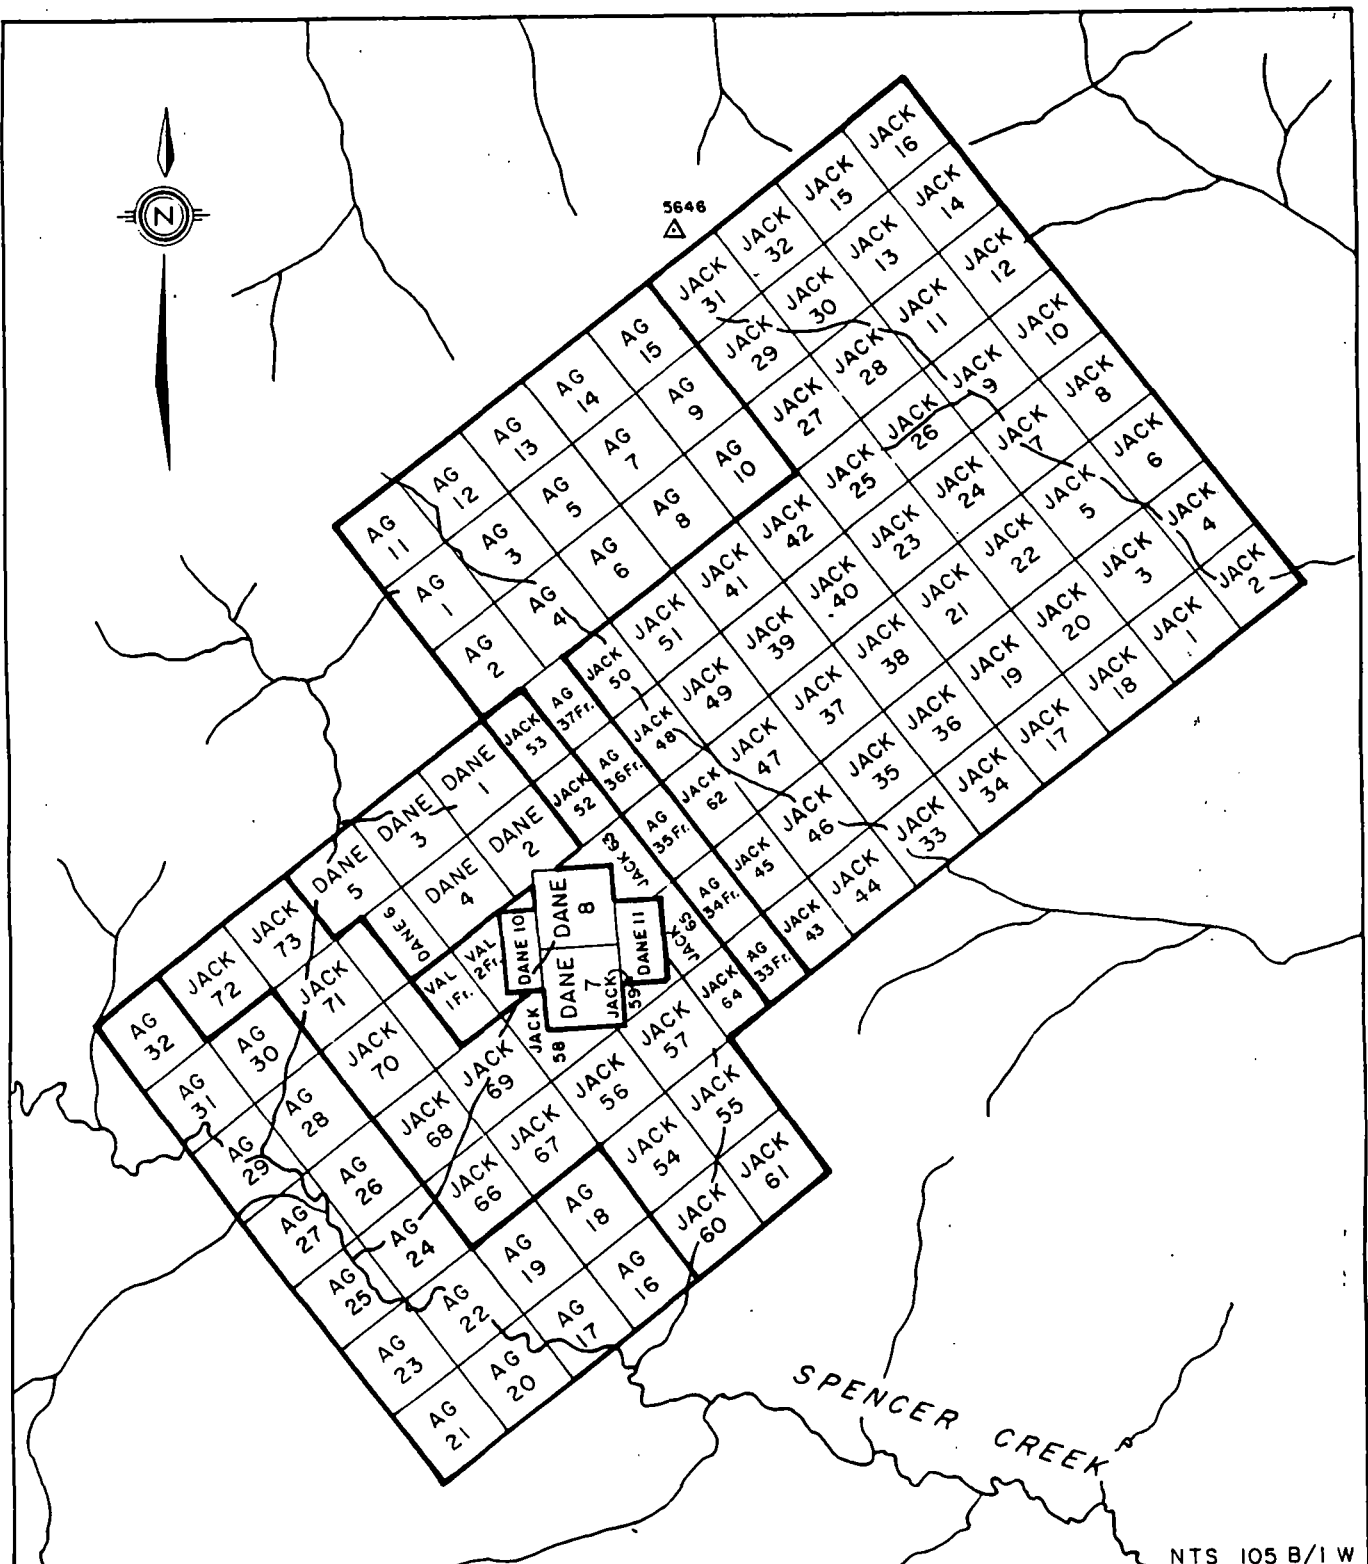 N
5646
JACK
16
JACK
15
JACK
14
JACK
32
JACK
13
JACK
12
JACK
31
JACK
30
JACK
11
JACK
10
JACK
29
JACK
28
JACK
9
JACK
8
JACK
27
JACK
26
JACK
7
JACK
6
JACK
25
JACK
24
JACK
5
JACK
4
JACK
42
JACK
23
JACK
22
JACK
3
JACK
2
JACK
41
JACK
40
JACK
21
JACK
20
JACK
1
JACK
51
JACK
39
JACK
38
JACK
19
JACK
18
JACK
50
JACK
49
JACK
37
JACK
36
JACK
17
JACK
48
JACK
47
JACK
35
JACK
34
JACK
62
JACK
46
JACK
33
JACK
45
JACK
44
JACK
43
AG
15
AG
14
AG
9
AG
13
AG
7
AG
10
AG
12
AG
5
AG
8
AG
11
AG
3
AG
6
AG
1
AG
4
AG
2
AG
37Fr.
AG
36Fr.
AG
35Fr.
AG
34Fr.
AG
33Fr.
JACK
53
JACK
52
JACK 63
JACK 65
JACK
64
DANE
1
DANE
2
DANE
3
DANE
4
DANE
5
DANE 6
VAL
1Fr.
VAL
2Fr.
DANE 10
DANE
8
DANE
7
DANE 11
JACK
59
JACK
58
JACK
57
JACK
73
JACK
72
JACK
71
JACK
70
JACK
69
JACK
56
JACK
55
JACK
68
JACK
67
JACK
54
JACK
61
JACK
66
JACK
60
AG
32
AG
30
AG
31
AG
28
AG
29
AG
26
AG
27
AG
24
AG
25
AG
22
AG
19
AG
18
AG
16
AG
17
AG
23
AG
20
AG
21
SPENCER CREEK
NTS 105 B/1 W